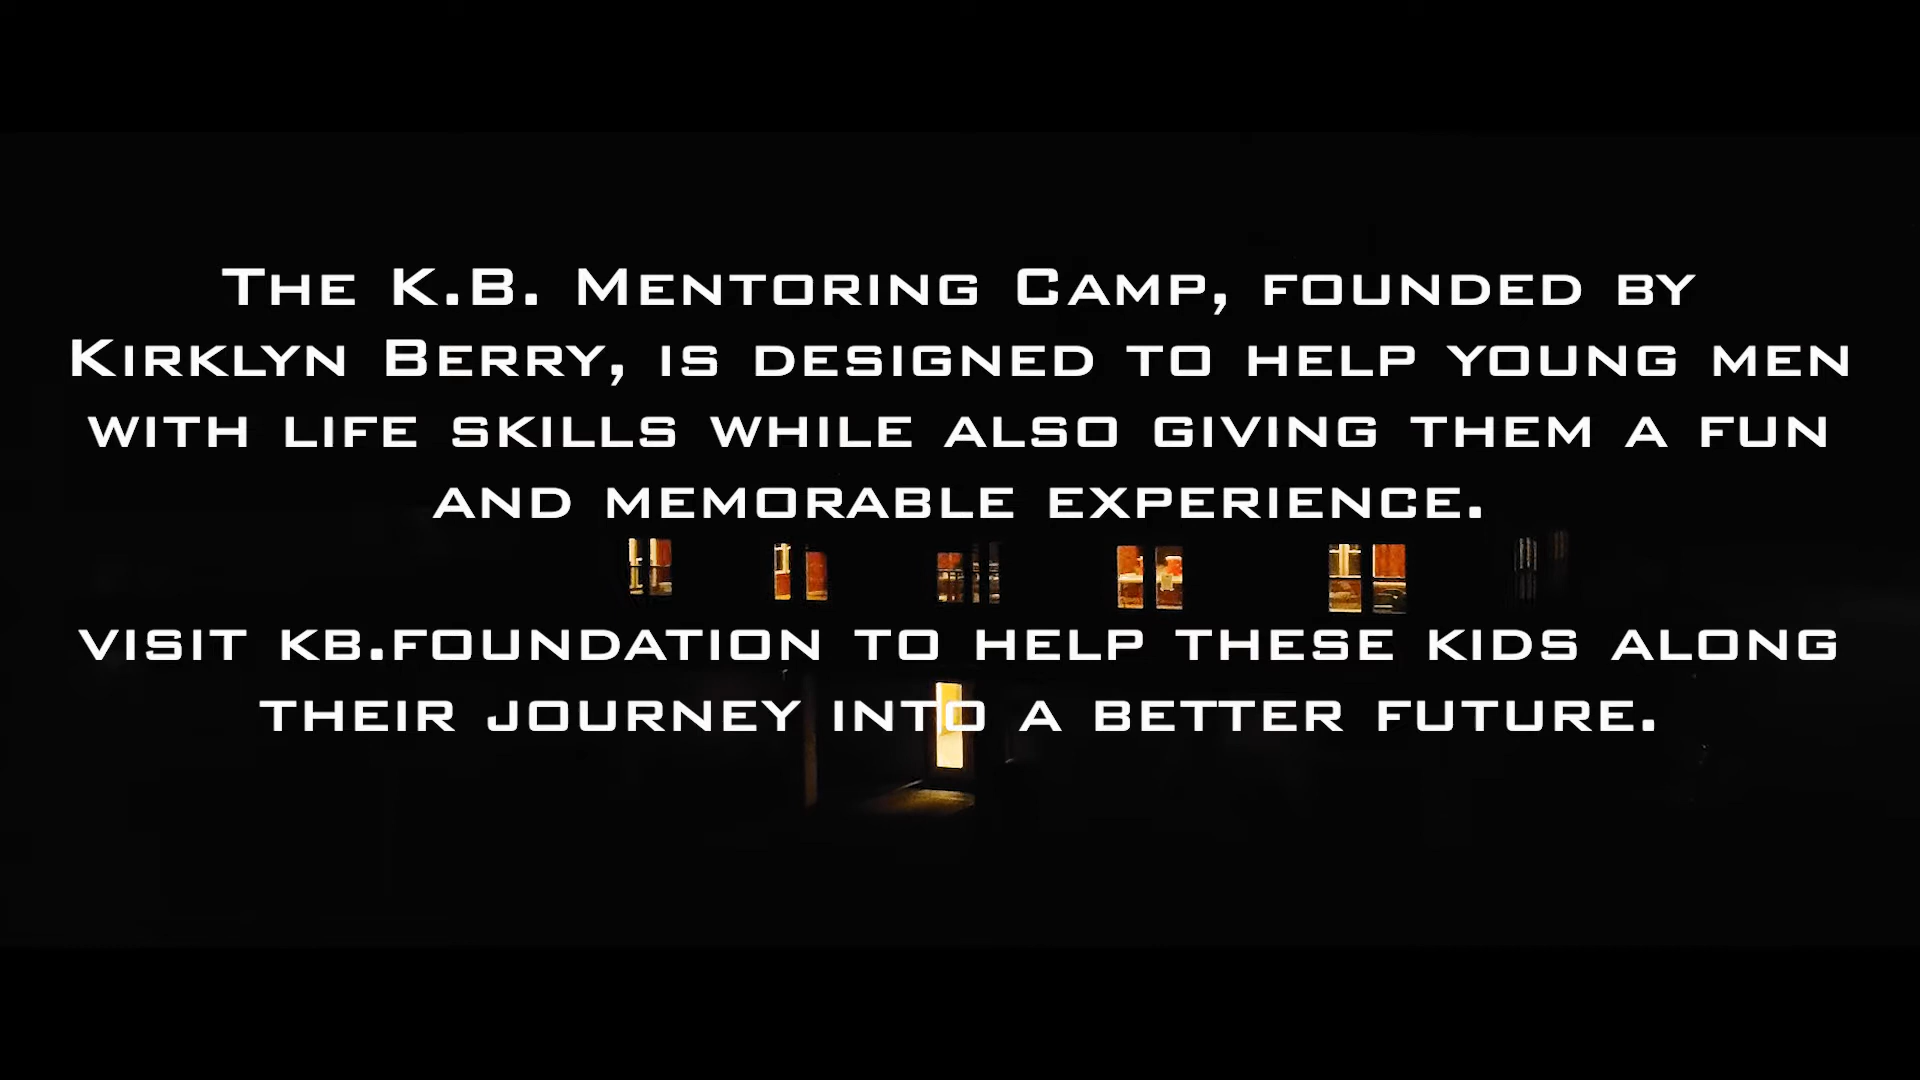 The K.B. Mentoring Camp, founded by
Kirklyn Berry, is designed to help young men
with life skills while also giving them a fun
and memorable experience.
visit kb.foundation to help these kids along
their journey into a better future.